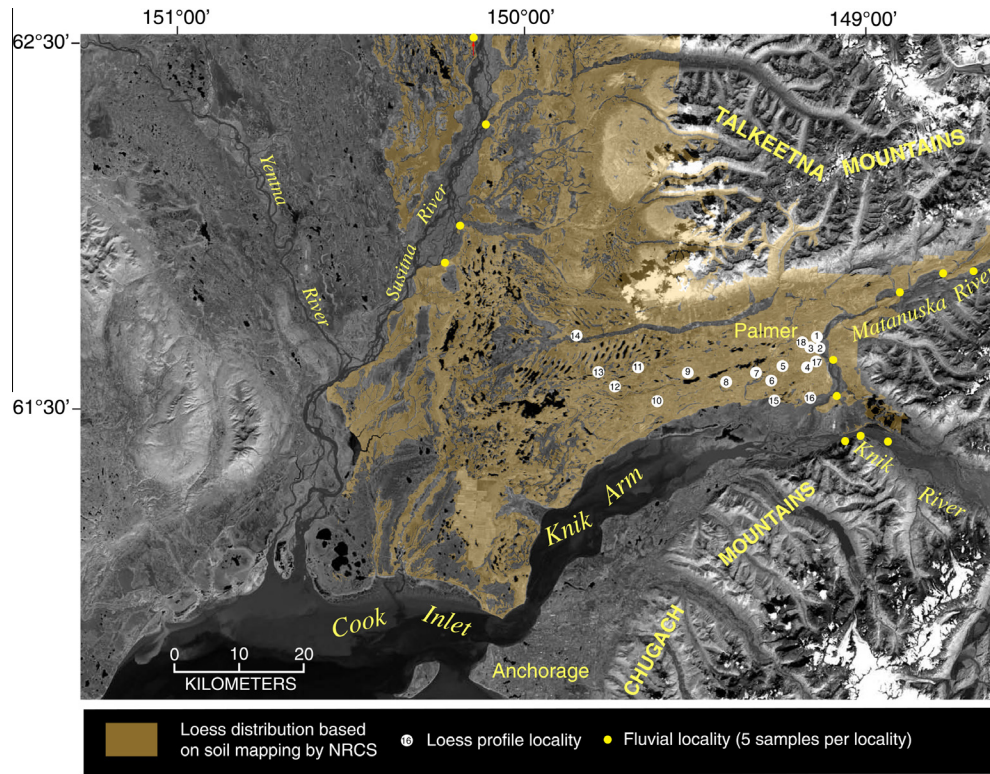 151°00' 150°00' 149°00'
62°30'
TALKEETNA MOUNTAINS
Yentna
River
Susitna River
Matanuska River
Palmer
1
18 3 2
14
17
13 11 9 7 5 4
12 8 6
10 15 16
61°30'
Knik Arm
Knik
River
CHUGACH MOUNTAINS
Cook Inlet
Anchorage
0 10 20
KILOMETERS
Loess distribution based
on soil mapping by NRCS
16 Loess profile locality
Fluvial locality (5 samples per locality)